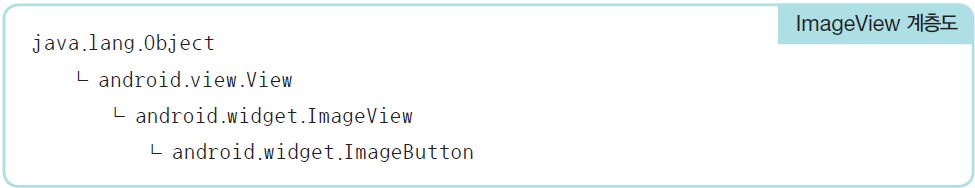 ImageView 계층도
java.lang.Object
└ android.view.View
└ android.widget.ImageView
└ android.widget.ImageButton